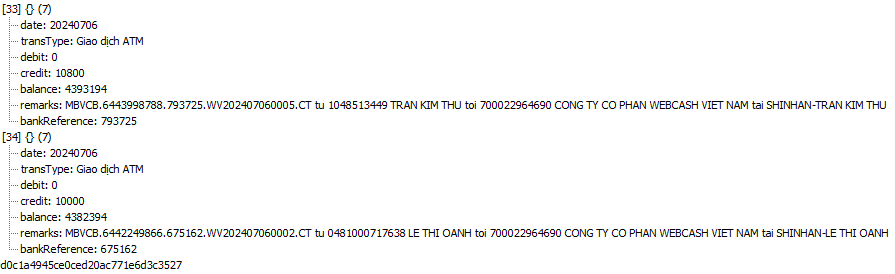 [33] {} (7)
date: 20240706
transType: Giao dịch ATM
debit: 0
credit: 10800
balance: 4393194
remarks: MBVCB.6443998788.793725.WV202407060005.CT tu 1048513449 TRAN KIM THU toi 700022964690 CONG TY CO PHAN WEBCASH VIET NAM tai SHINHAN-TRAN KIM THU
bankReference: 793725
[34] {} (7)
date: 20240706
transType: Giao dịch ATM
debit: 0
credit: 10000
balance: 4382394
remarks: MBVCB.6442249866.675162.WV202407060002.CT tu 0481000717638 LE THI OANH toi 700022964690 CONG TY CO PHAN WEBCASH VIET NAM tai SHINHAN-LE THI OANH
bankReference: 675162
d0c1a4945ce0ced20ac771e6d3c3527